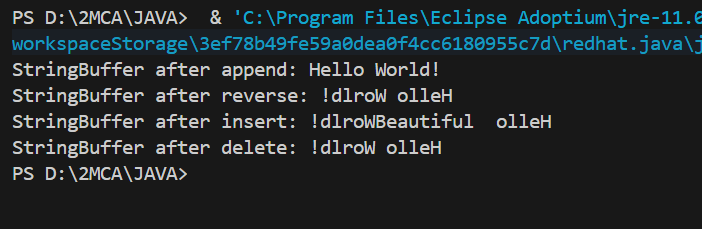 PS D:\2MCA\JAVA>  & 'C:\Program Files\Eclipse Adoptium\jre-11.0
workspaceStorage\3ef78b49fe59a0dea0f4cc6180955c7d\redhat.java\j
StringBuffer after append: Hello World!
StringBuffer after reverse: !dlroW olleH
StringBuffer after insert: !dlroWBeautiful  olleH
StringBuffer after delete: !dlroW olleH
PS D:\2MCA\JAVA>